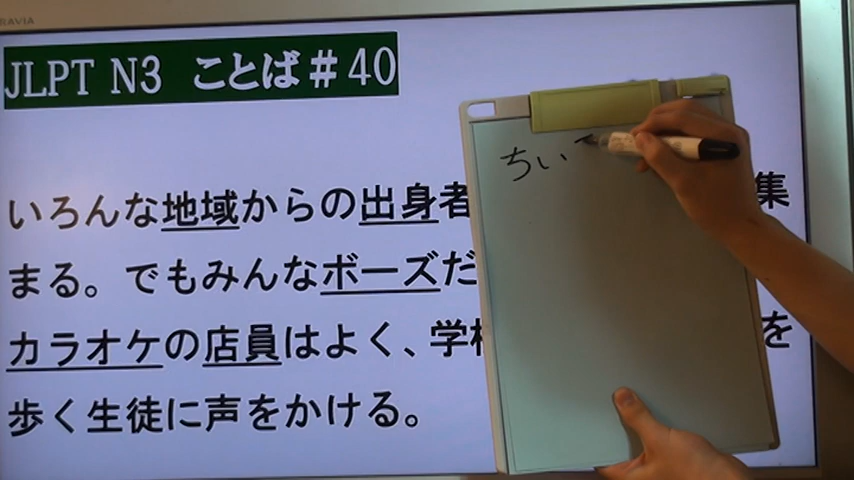 RAVIA
JLPT N3 ことば＃40
ちい
いろんな地域からの出身者 集
まる。でもみんなボーズだ
カラオケの店員はよく、学 を
歩く生徒に声をかける。